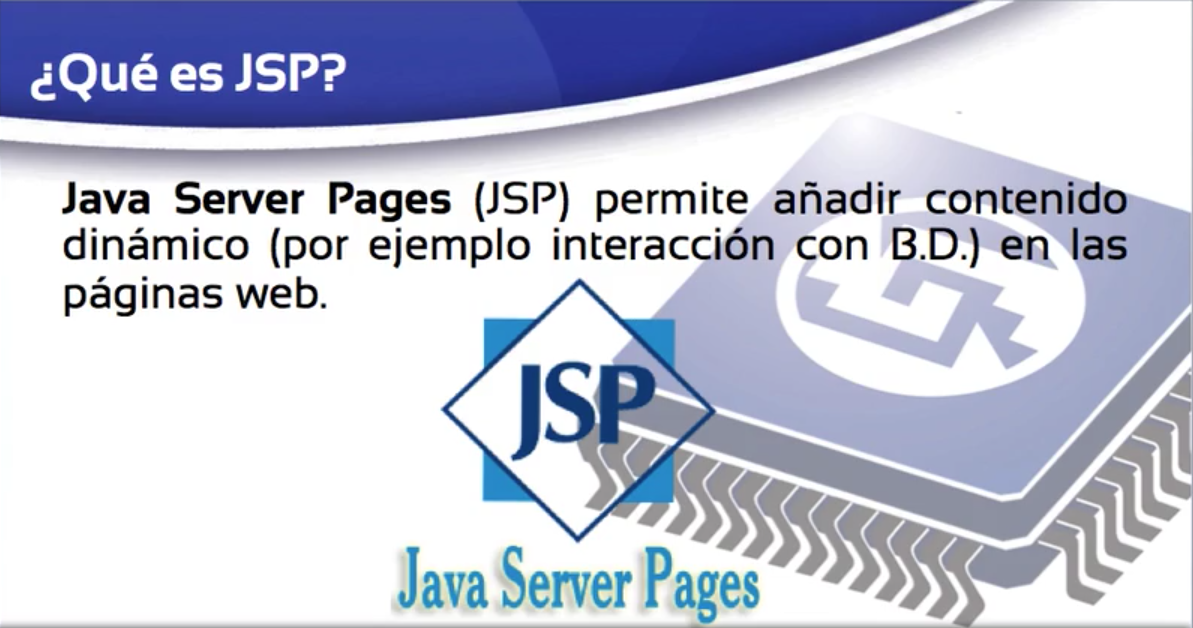 ¿Qué es JSP?
Java Server Pages (JSP) permite añadir contenido
dinámico (por ejemplo interacción con B.D.) en las
páginas web.
JSP
Java Server Pages